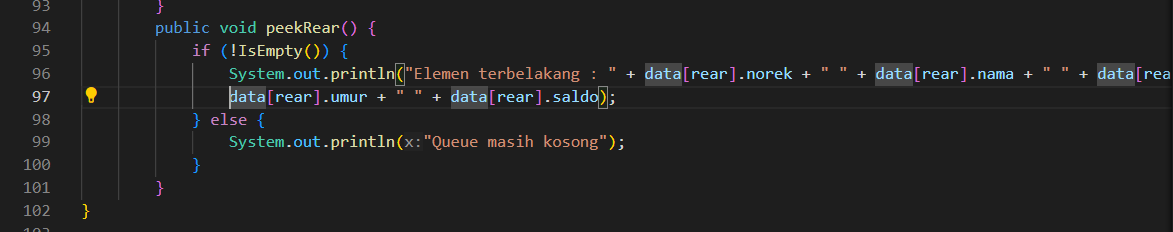 93 }
94 public void peekRear() {
95 if (!IsEmpty()) {
96 System.out.println("Elemen terbelakang : " + data[rear].norek + " " + data[rear].nama + " " + data[rea
97 data[rear].umur + " " + data[rear].saldo);
98 } else {
99 System.out.println(x:"Queue masih kosong");
100 }
101 }
102 }